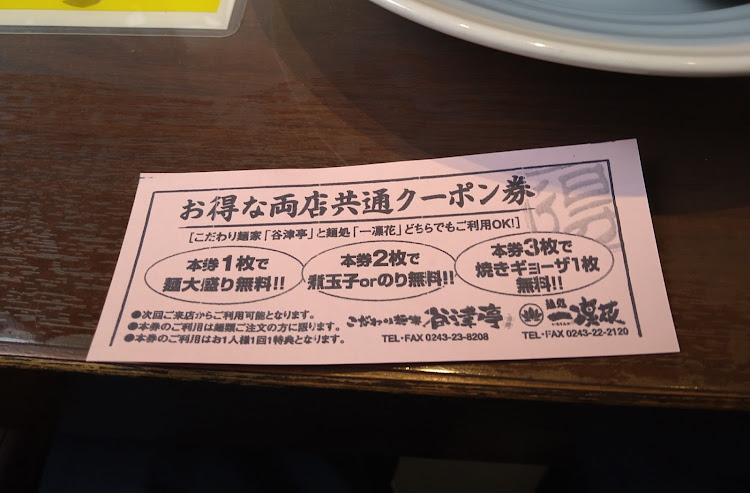 お得な両店共通クーポン券
[こだわり麺家「谷津亭」と麺処「一凜花」どちらでもご利用OK!]
本券1枚で
麺大盛り無料!!
本券2枚で
煮玉子orのり無料!!
本券3枚で
焼きギョーザ1枚
無料!!
●次回ご来店からご利用可能となります。
●本券のご利用は麺類ご注文の方に限ります。
●本券のご利用はお1人様1回1特典となります。
こだわり麺家 谷津亭
TEL・FAX 0243-23-8208
麺処 一凜花
TEL・FAX 0243-22-2120